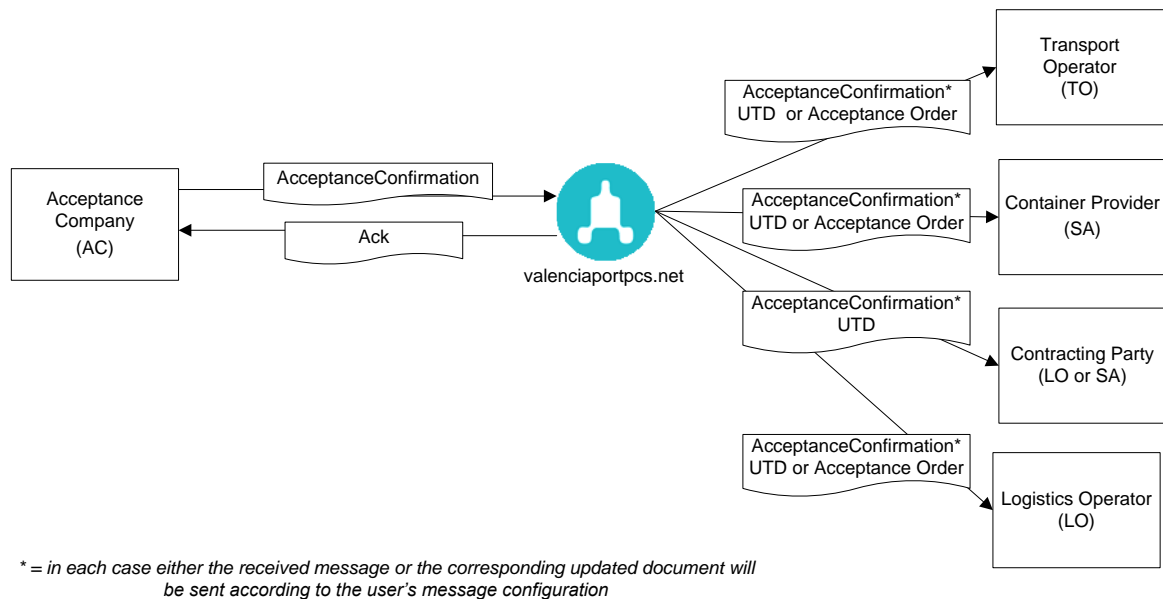 Acceptance
Company
(AC)
AcceptanceConfirmation
Ack
valenciaportpcs.net
AcceptanceConfirmation*
UTD or Acceptance Order
Transport
Operator
(TO)
AcceptanceConfirmation*
UTD or Acceptance Order
Container Provider
(SA)
AcceptanceConfirmation*
UTD
Contracting Party
(LO or SA)
AcceptanceConfirmation*
UTD or Acceptance Order
Logistics Operator
(LO)
* = in each case either the received message or the corresponding updated document will
be sent according to the user's message configuration